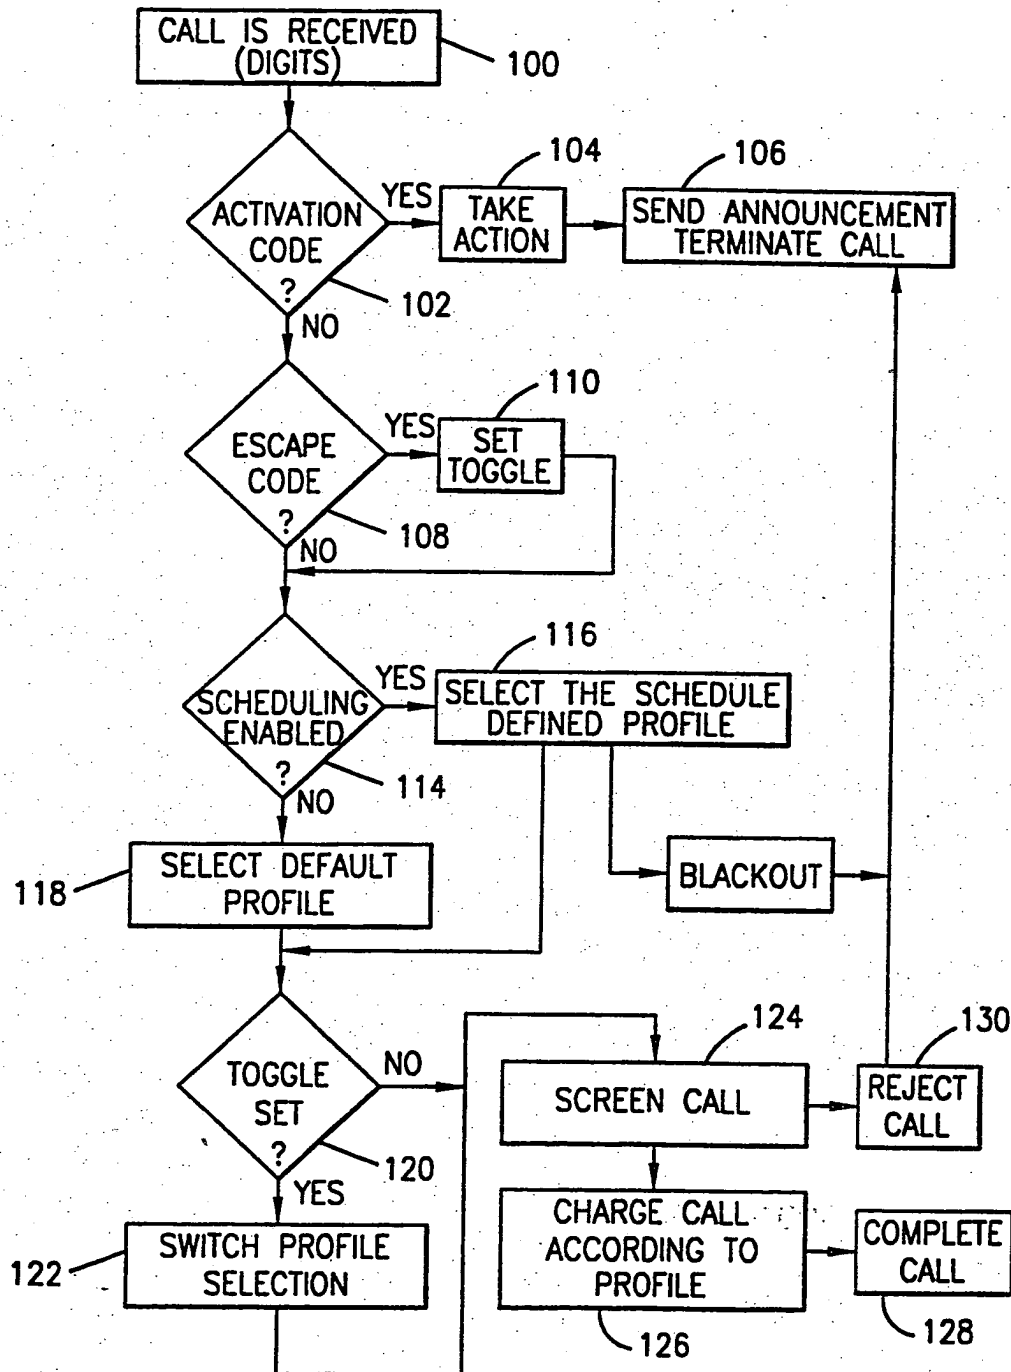 CALL IS RECEIVED
(DIGITS)
100
ACTIVATION
CODE
?
102
YES
NO
104
TAKE
ACTION
106
SEND ANNOUNCEMENT
TERMINATE CALL
ESCAPE
CODE
?
108
YES
NO
110
SET
TOGGLE
SCHEDULING
ENABLED
?
114
YES
NO
116
SELECT THE SCHEDULE
DEFINED PROFILE
118
SELECT DEFAULT
PROFILE
BLACKOUT
TOGGLE
SET
?
120
NO
YES
124
SCREEN CALL
130
REJECT
CALL
122
SWITCH PROFILE
SELECTION
CHARGE CALL
ACCORDING TO
PROFILE
126
COMPLETE
CALL
128